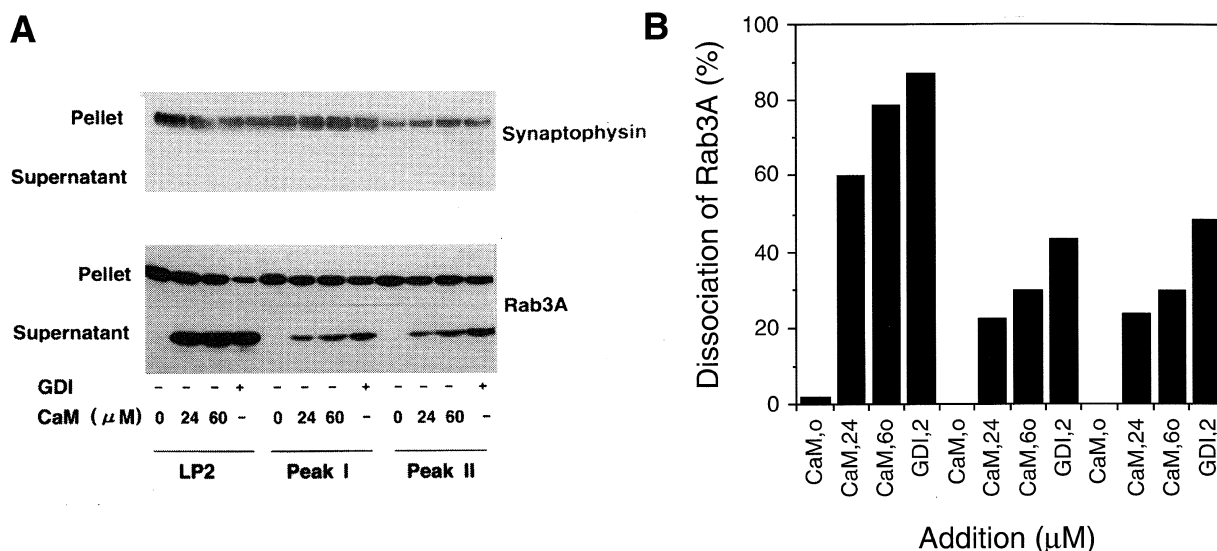 A
Pellet
Synaptophysin
Supernatant
Pellet
Rab3A
Supernatant
GDI - - - + - - - + - - - +
CaM (μM) 0 24 60 - 0 24 60 - 0 24 60 -
LP2 Peak I Peak II
B
Dissociation of Rab3A (%)
100
80
60
40
20
0
CaM,o
CaM,24
CaM,6o
GDI,2
CaM,o
CaM,24
CaM,6o
GDI,2
CaM,o
CaM,24
CaM,6o
GDI,2
Addition (μM)